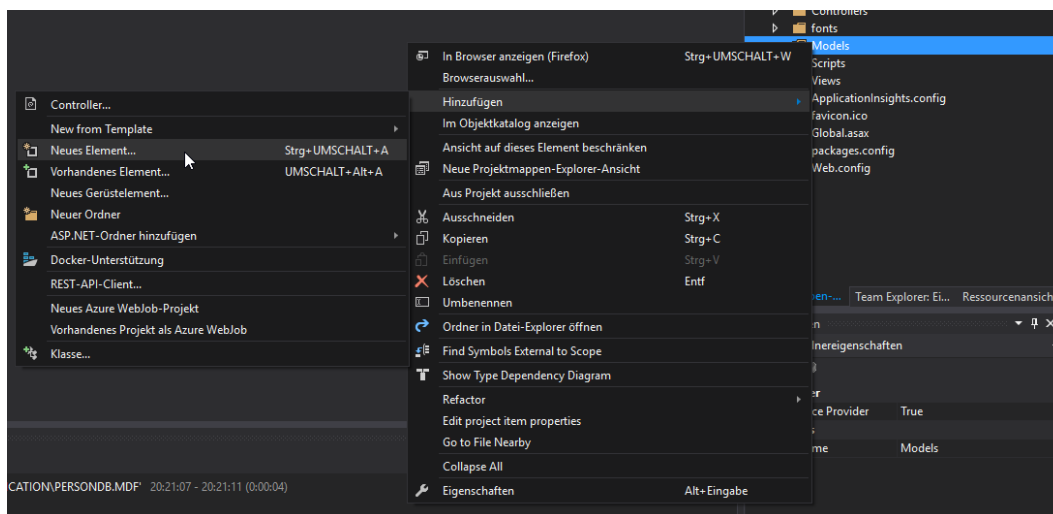 Controllers
fonts
Models
Scripts
Views
ApplicationInsights.config
favicon.ico
Global.asax
packages.config
Web.config
In Browser anzeigen (Firefox) Strg+UMSCHALT+W
Browserauswahl...
Hinzufügen
Im Objektkatalog anzeigen
Ansicht auf dieses Element beschränken
Neue Projektmappen-Explorer-Ansicht
Aus Projekt ausschließen
Ausschneiden Strg+X
Kopieren Strg+C
Einfügen Strg+V
Löschen Entf
Umbenennen
Ordner in Datei-Explorer öffnen
Find Symbols External to Scope
Show Type Dependency Diagram
Refactor
Edit project item properties
Go to File Nearby
Collapse All
Eigenschaften Alt+Eingabe
Controller...
New from Template
Neues Element... Strg+UMSCHALT+A
Vorhandenes Element... UMSCHALT+Alt+A
Neues Gerüstelement...
Neuer Ordner
ASP.NET-Ordner hinzufügen
Docker-Unterstützung
REST-API-Client...
Neues Azure WebJob-Projekt
Vorhandenes Projekt als Azure WebJob
Klasse...
en-... Team Explorer: Ei... Ressourcenansich
n
nereigenschaften
er
ce Provider True
s
me Models
CATION\PERSONDB.MDF' 20:21:07 - 20:21:11 (0:00:04)